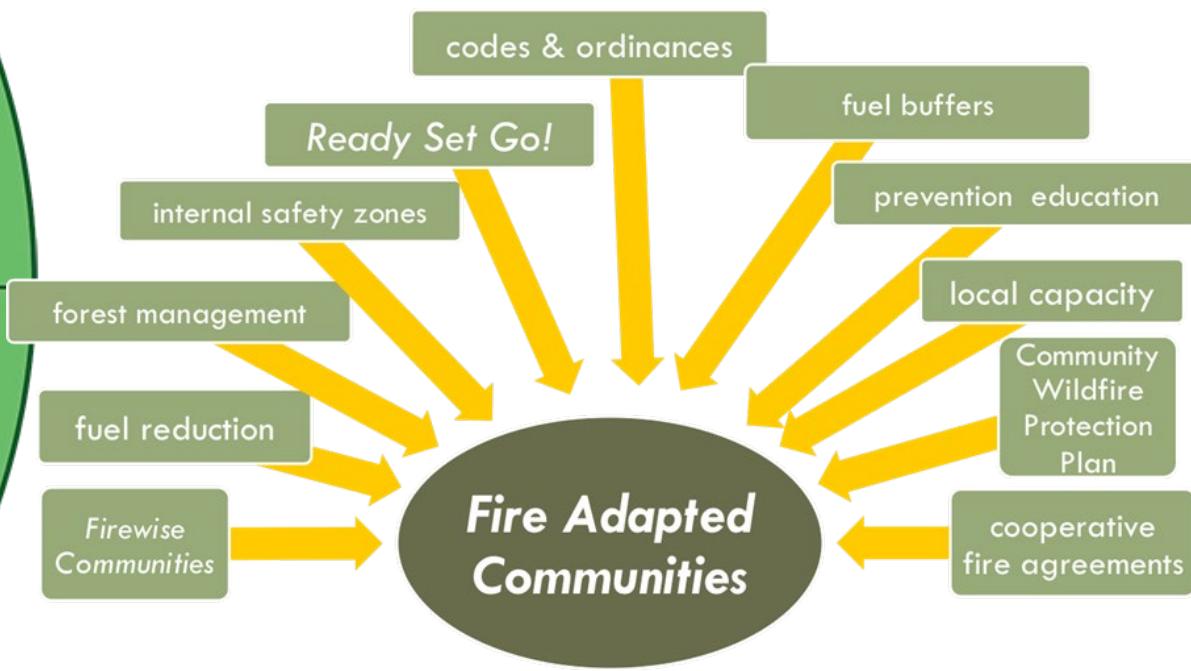 codes & ordinances
fuel buffers
Ready Set Go!
prevention education
internal safety zones
local capacity
forest management
Community
Wildfire
Protection
Plan
fuel reduction
Firewise
Communities
Fire Adapted
Communities
cooperative
fire agreements